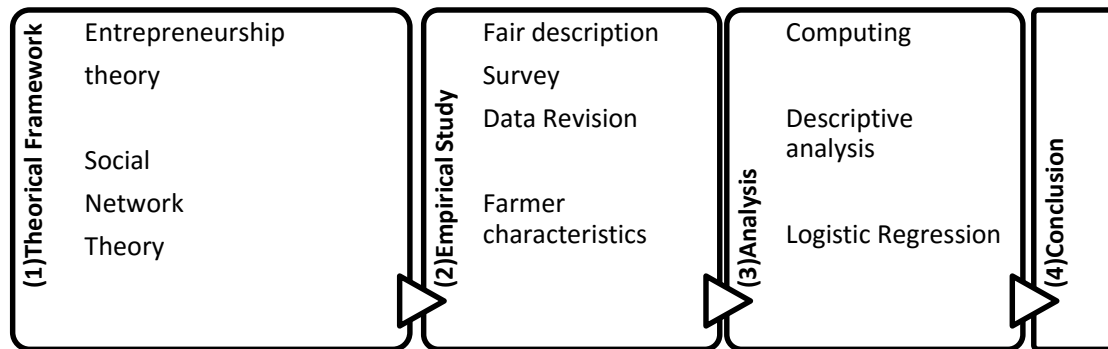 (1)Theorical Framework
Entrepreneurship
theory
Social
Network
Theory
(2)Empirical Study
Fair description
Survey
Data Revision
Farmer
characteristics
(3)Analysis
Computing
Descriptive
analysis
Logistic Regression
(4)Conclusion